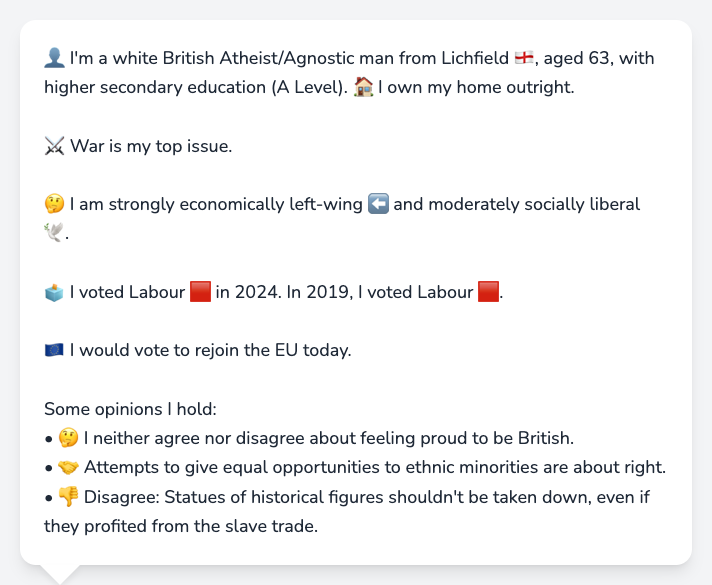 👤 I'm a white British Atheist/Agnostic man from Lichfield 🏴󠁧󠁢󠁥󠁮󠁧󠁿, aged 63, with
higher secondary education (A Level). 🏠 I own my home outright.
⚔️ War is my top issue.
🤔 I am strongly economically left-wing ⬅️ and moderately socially liberal
🕊️.
🗳️ I voted Labour 🟥 in 2024. In 2019, I voted Labour 🟥.
🇪🇺 I would vote to rejoin the EU today.
Some opinions I hold:
• 🤔 I neither agree nor disagree about feeling proud to be British.
• 🤝 Attempts to give equal opportunities to ethnic minorities are about right.
• 👎 Disagree: Statues of historical figures shouldn't be taken down, even if
they profited from the slave trade.